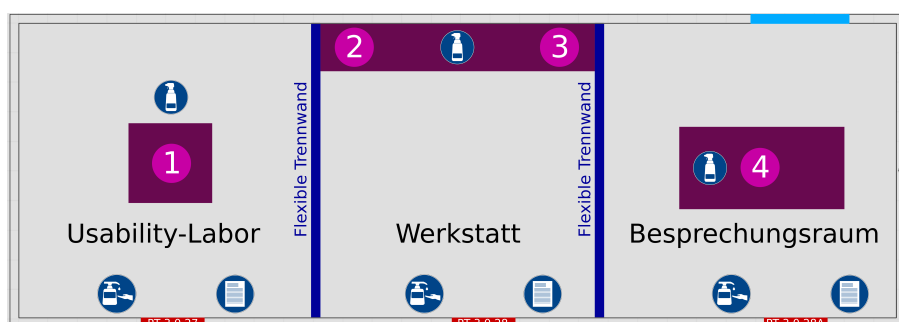 2
3
Flexible Trennwand
Flexible Trennwand
1
4
Usability-Labor
Werkstatt
Besprechungsraum